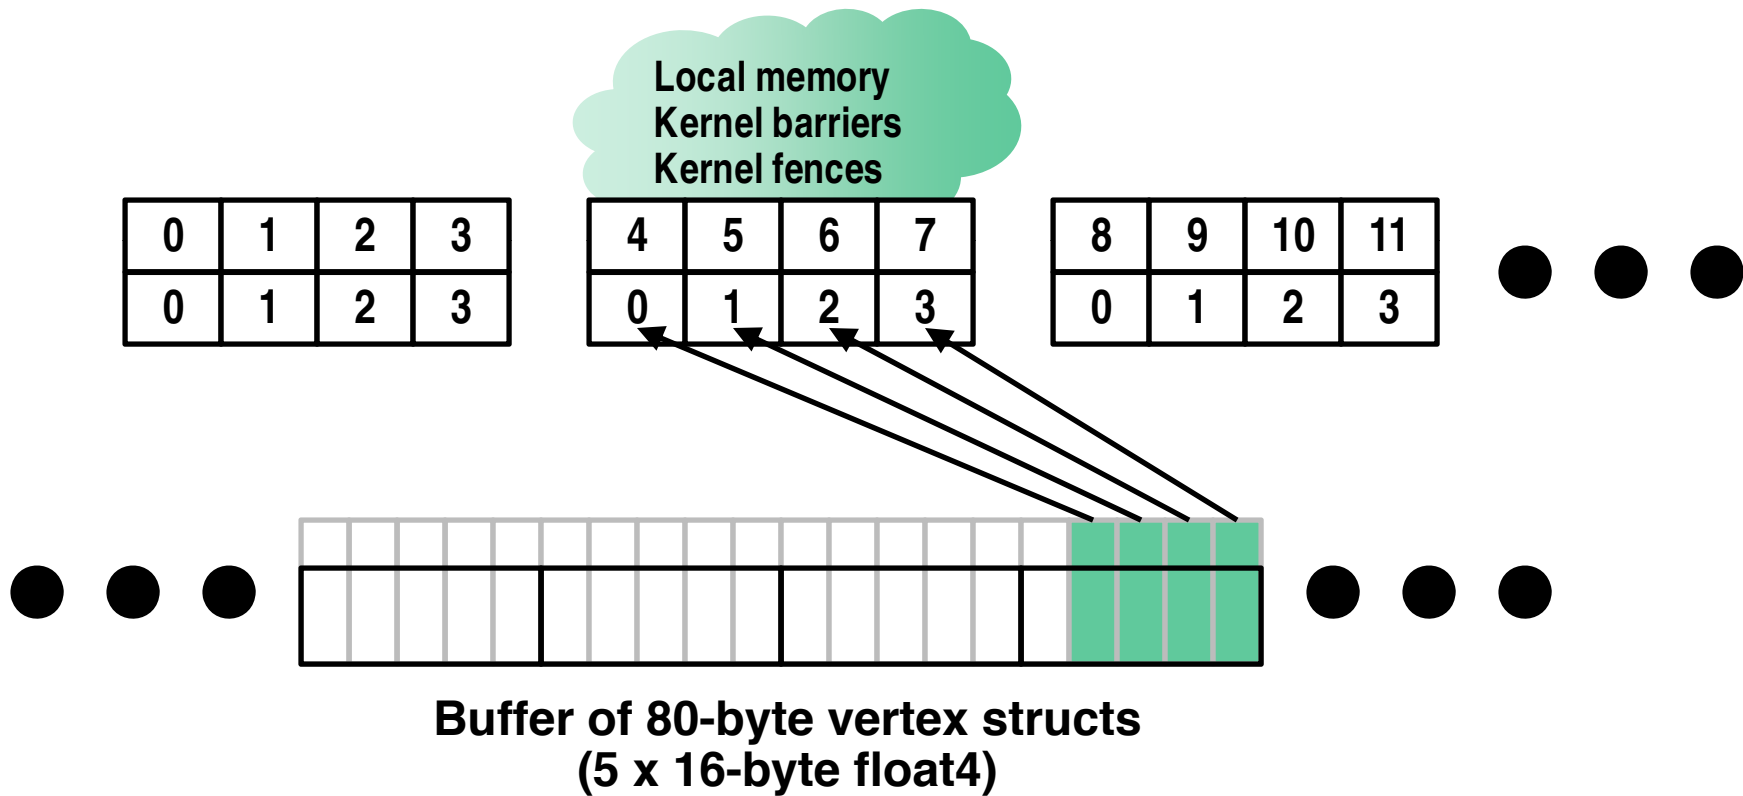 Local memory
Kernel barriers
Kernel fences
0 1 2 3 4 5 6 7 8 9 10 11
0 1 2 3 0 1 2 3 0 1 2 3
Buffer of 80-byte vertex structs
(5 x 16-byte float4)